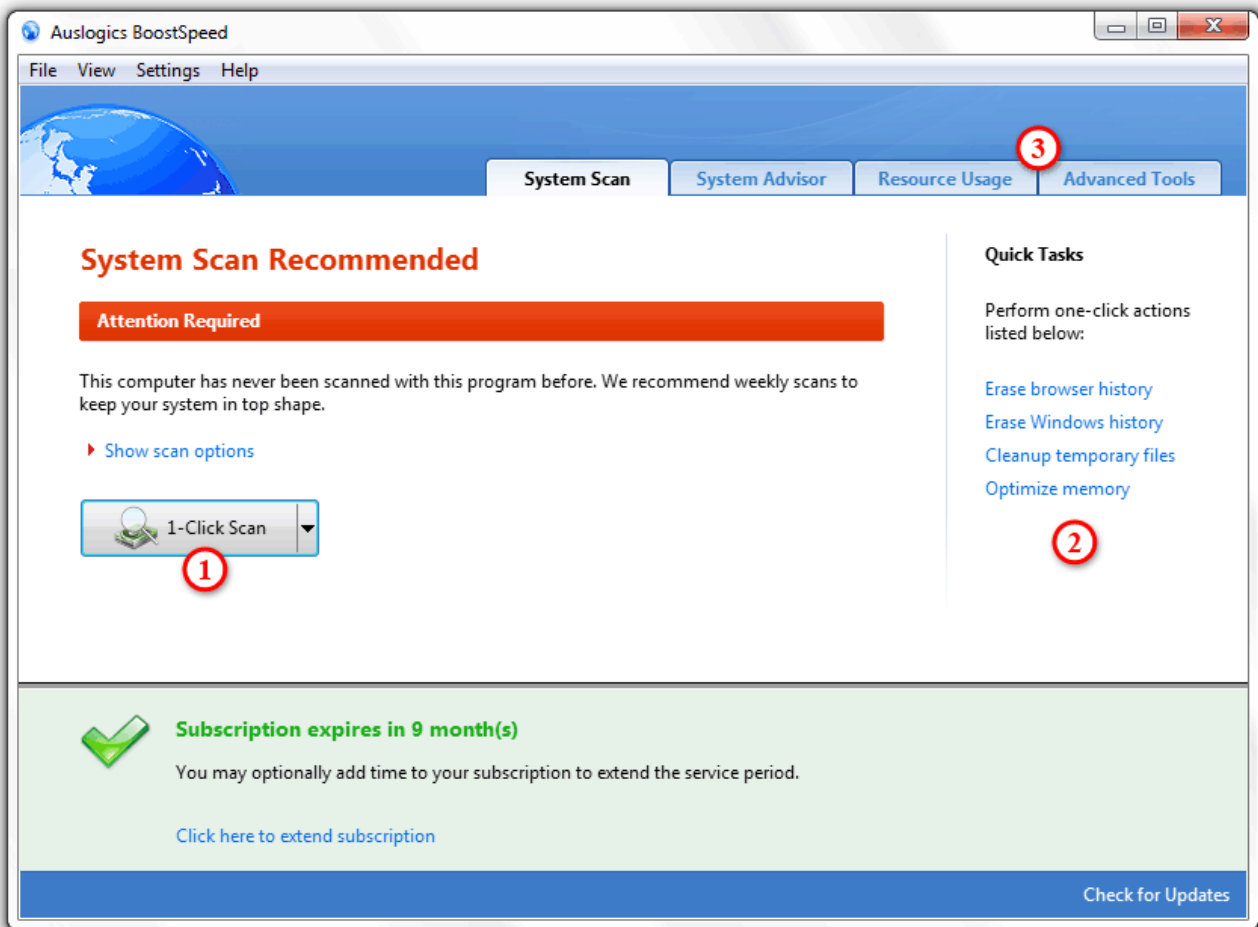 Auslogics BoostSpeed
File View Settings Help
3
System Scan System Advisor Resource Usage Advanced Tools
System Scan Recommended
Attention Required
This computer has never been scanned with this program before. We recommend weekly scans to
keep your system in top shape.
Show scan options
1-Click Scan
1
Quick Tasks
Perform one-click actions
listed below:
Erase browser history
Erase Windows history
Cleanup temporary files
Optimize memory
2
Subscription expires in 9 month(s)
You may optionally add time to your subscription to extend the service period.
Click here to extend subscription
Check for Updates